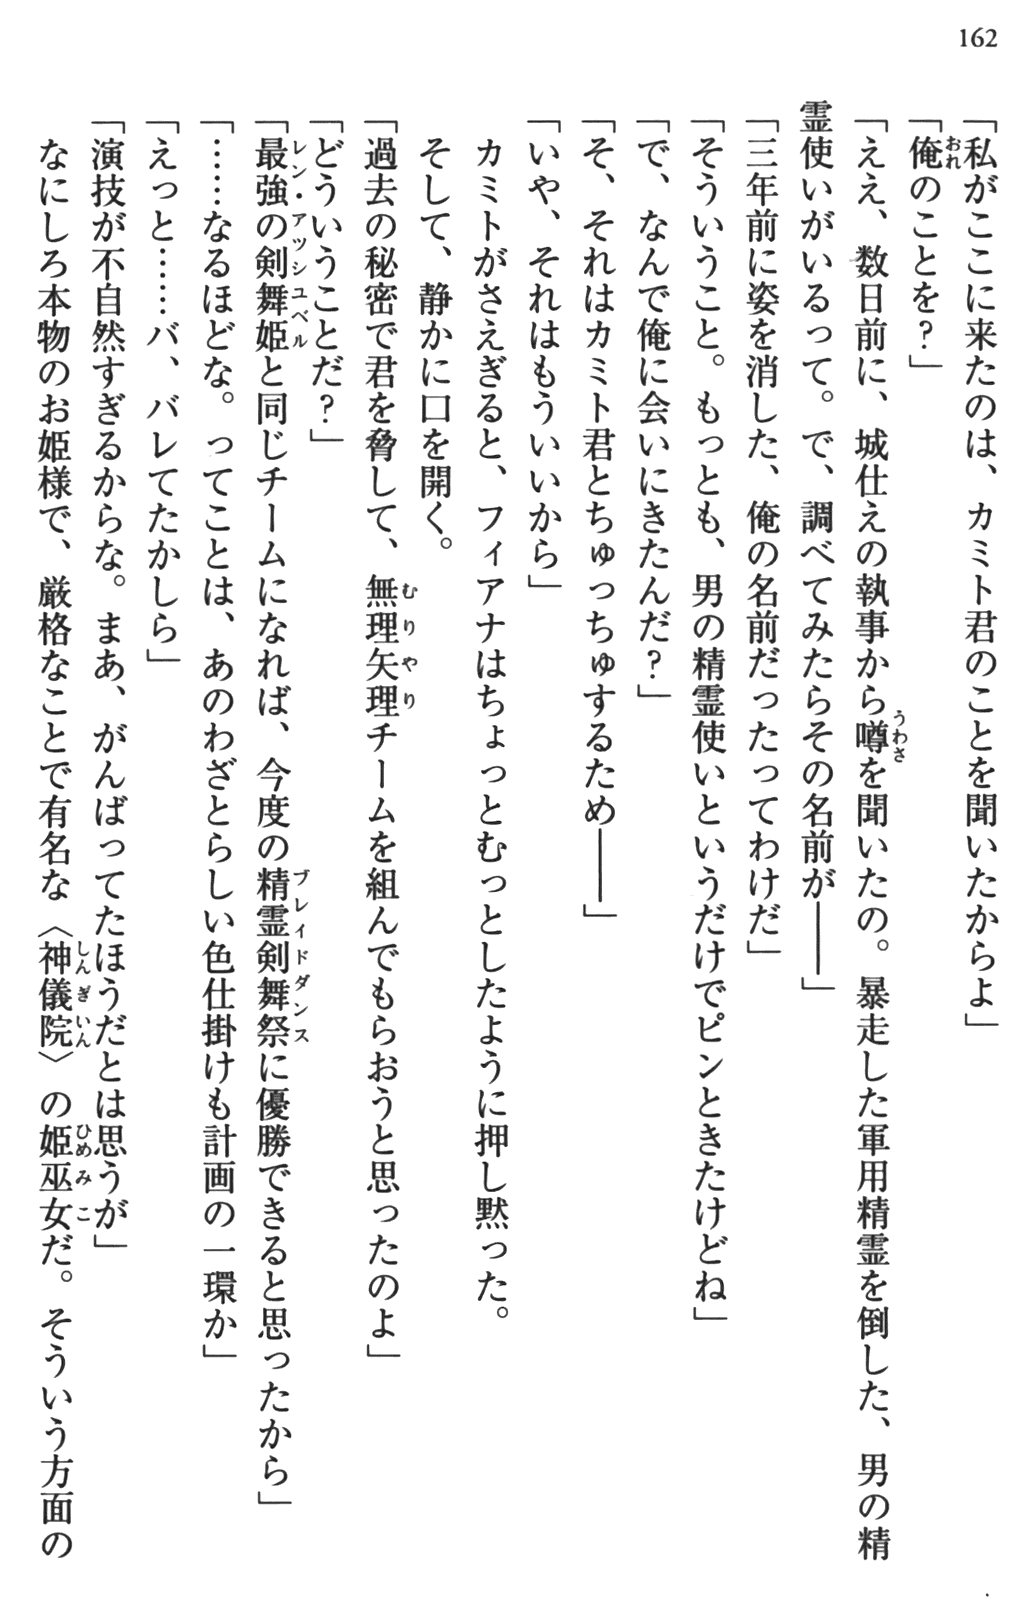 162
「私がここに来たのは、カミト君のことを聞いたからよ」
「俺のことを？」
「ええ、数日前に、城仕えの執事から噂を聞いたの。暴走した軍用精霊を倒した、男の精
霊使いがいるって。で、調べてみたらその名前が――」
「三年前に姿を消した、俺の名前だったってわけだ」
「そういうこと。もっとも、男の精霊使いというだけでピンときたけどね」
「で、なんで俺に会いにきたんだ？」
「そ、それはカミト君とちゅっちゅするため――」
「いや、それはもういいから」
カミトがさえぎると、フィアナはちょっとむっとしたように押し黙った。
そして、静かに口を開く。
「過去の秘密で君を脅して、無理矢理チームを組んでもらおうと思ったのよ」
「どういうことだ？」
「最強の剣舞姫と同じチームになれば、今度の精霊剣舞祭に優勝できると思ったから」
「……なるほどな。ってことは、あのわざとらしい色仕掛けも計画の一環か」
「えっと……バ、バレてたかしら」
「演技が不自然すぎるからな。まあ、がんばってたほうだとは思うが」
なにしろ本物のお姫様で、厳格なことで有名な〈神儀院〉の姫巫女だ。そういう方面の